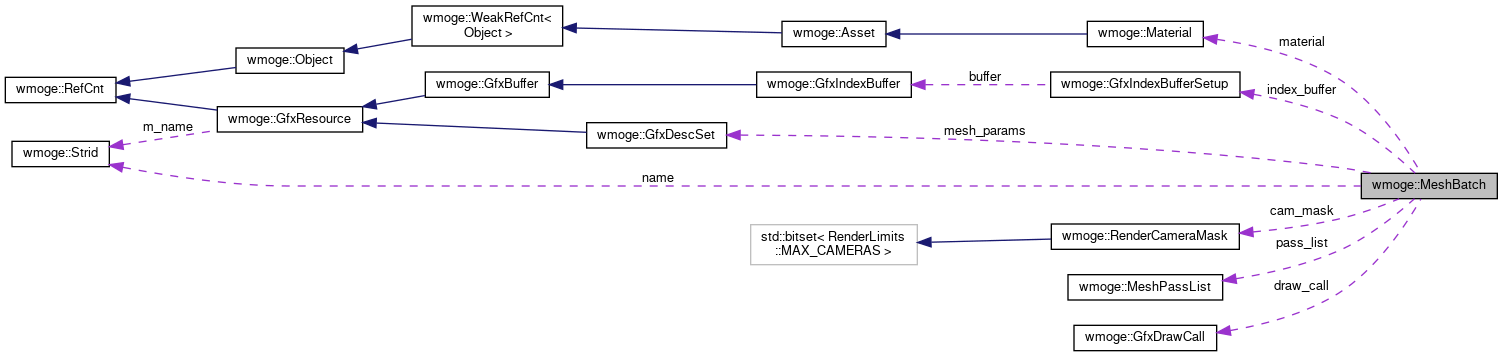 wmoge::WeakRefCnt<
Object >
wmoge::Asset
wmoge::Material
material
wmoge::Object
wmoge::RefCnt
wmoge::GfxBuffer
wmoge::GfxIndexBuffer
buffer
wmoge::GfxIndexBufferSetup
index_buffer
wmoge::GfxResource
m_name
wmoge::GfxDescSet
mesh_params
wmoge::Strid
name
wmoge::MeshBatch
cam_mask
std::bitset< RenderLimits
::MAX_CAMERAS >
wmoge::RenderCameraMask
pass_list
wmoge::MeshPassList
draw_call
wmoge::GfxDrawCall